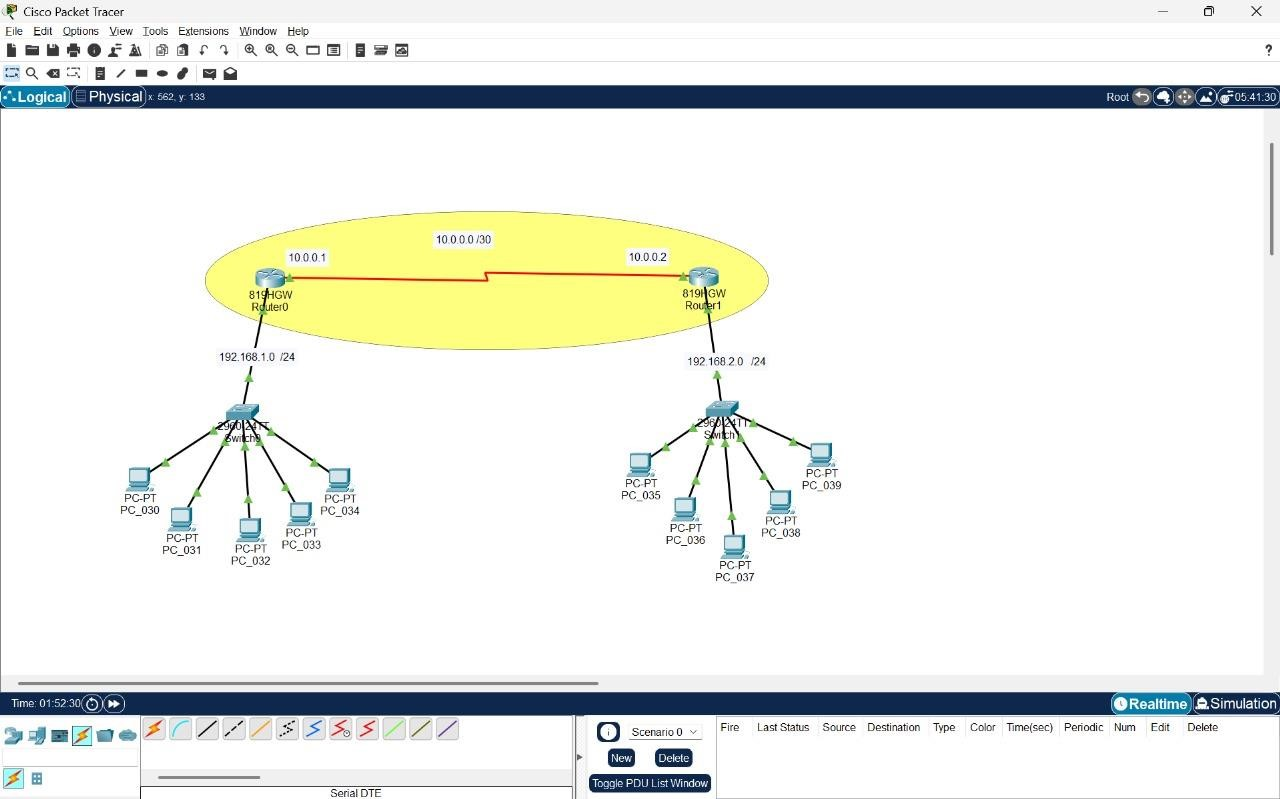 Cisco Packet Tracer
File Edit Options View Tools Extensions Window Help
?
Logical Physical x: 562, y: 133 Root 05:41:30
10.0.0.0 /30
10.0.0.1 10.0.0.2
819HGW
Router0
819HGW
Router1
192.168.1.0 /24
192.168.2.0 /24
2960-24TT
Switch0
2960-24TT
Switch1
PC-PT
PC_030
PC-PT
PC_031
PC-PT
PC_032
PC-PT
PC_033
PC-PT
PC_034
PC-PT
PC_035
PC-PT
PC_036
PC-PT
PC_037
PC-PT
PC_038
PC-PT
PC_039
Time: 01:52:30 Realtime Simulation
Scenario 0
New Delete
Toggle PDU List Window
Fire Last Status Source Destination Type Color Time(sec) Periodic Num Edit Delete
Serial DTE